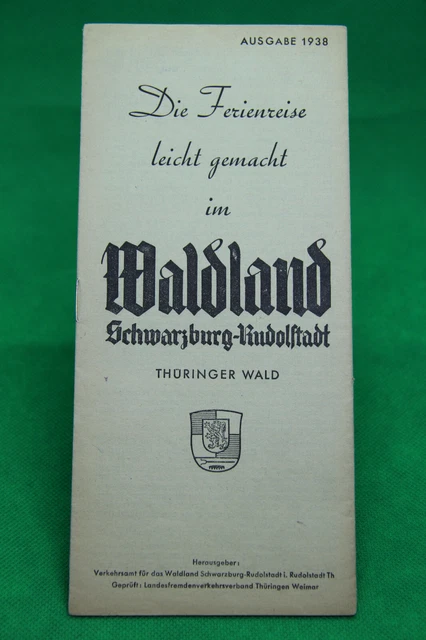 AUSGABE 1938
Die Ferienreise
leicht gemacht
im
Waldland
Schwarzburg-Rudolstadt
THÜRINGER WALD
Herausgeber:
Verkehrsamt für das Waldland Schwarzburg-Rudolstadt i. Rudolstadt Th
Geprüft: Landesfremdenverkehrsverband Thüringen Weimar